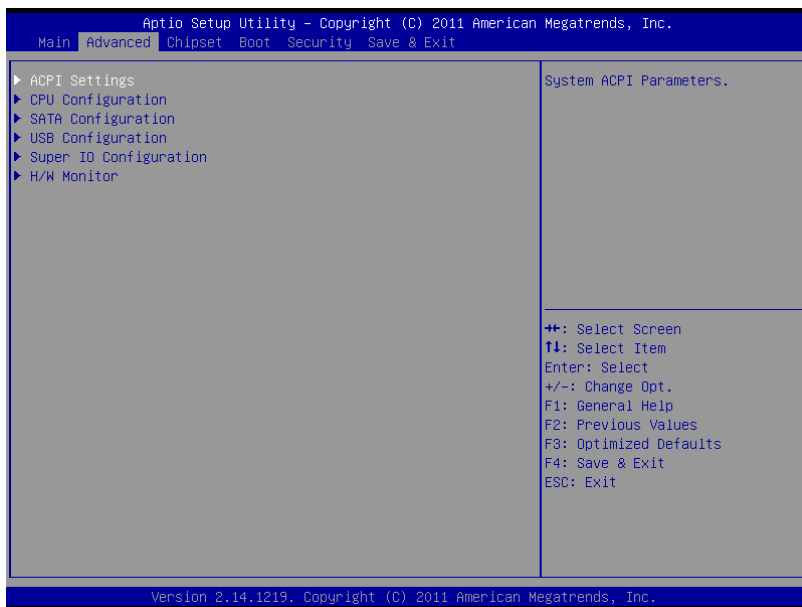 Aptio Setup Utility – Copyright (C) 2011 American Megatrends, Inc.
Main Advanced Chipset Boot Security Save & Exit
ACPI Settings
CPU Configuration
SATA Configuration
USB Configuration
Super IO Configuration
H/W Monitor
System ACPI Parameters.
→←: Select Screen
↑↓: Select Item
Enter: Select
+/-: Change Opt.
F1: General Help
F2: Previous Values
F3: Optimized Defaults
F4: Save & Exit
ESC: Exit
Version 2.14.1219. Copyright (C) 2011 American Megatrends, Inc.